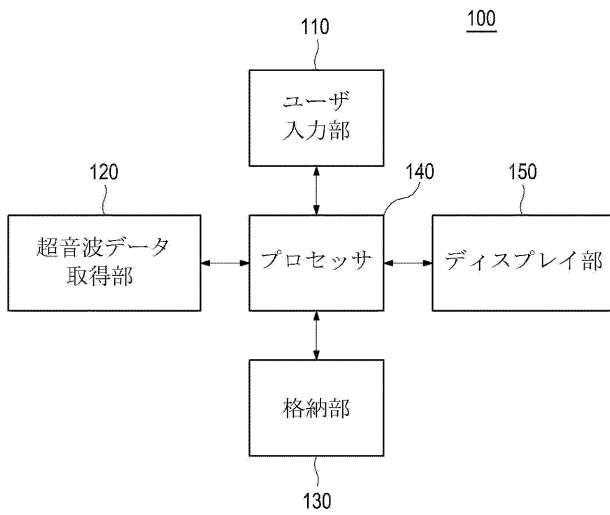 100
110
ユーザ
入力部
120
超音波データ
取得部
140
プロセッサ
150
ディスプレイ部
格納部
130